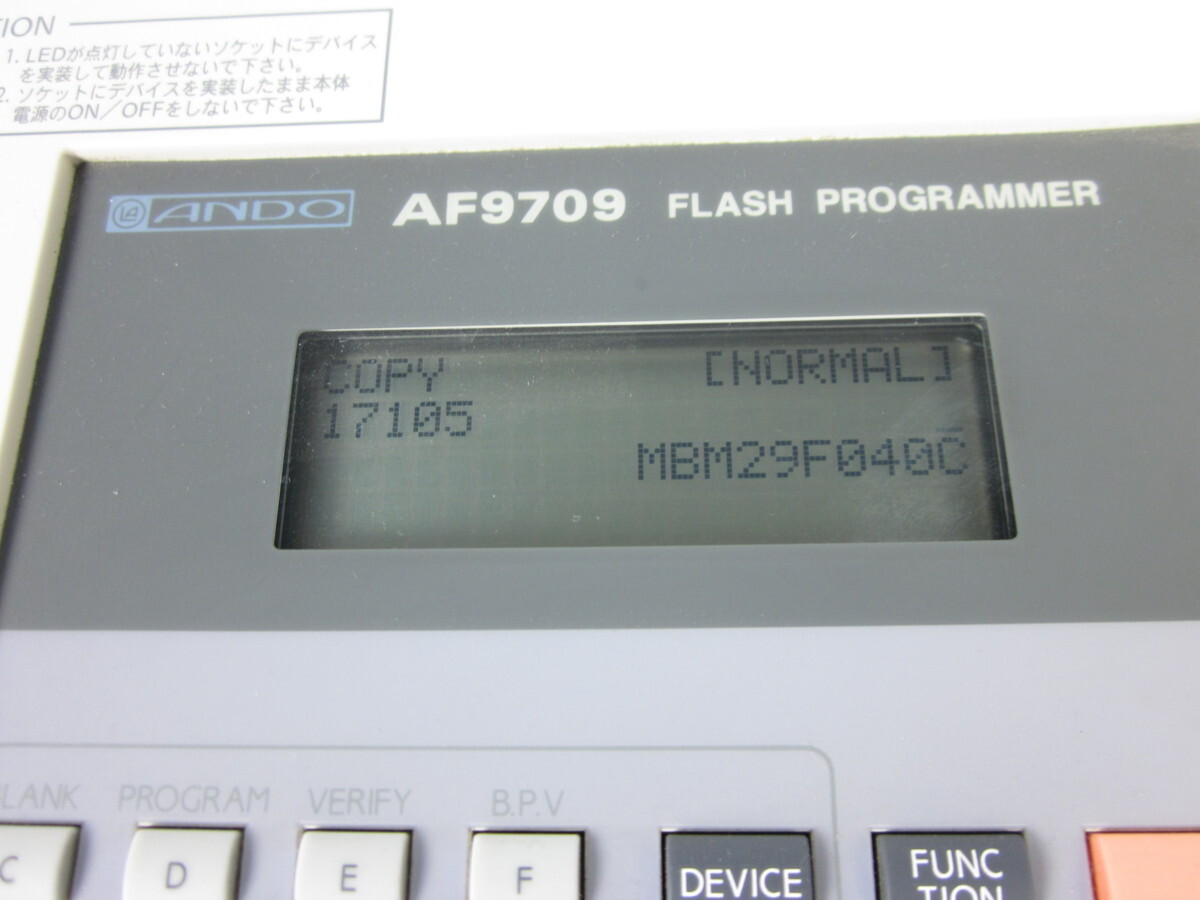 TION
1. LEDが点灯していないソケットにデバイス
を実装して動作させないで下さい。
2. ソケットにデバイスを実装したまま本体
電源のON／OFFをしないで下さい。
ANDO AF9709 FLASH PROGRAMMER
COPY [NORMAL]
17105
MBM29F040C
LANK PROGRAM VERIFY B.P.V
C D E F DEVICE FUNC
TION